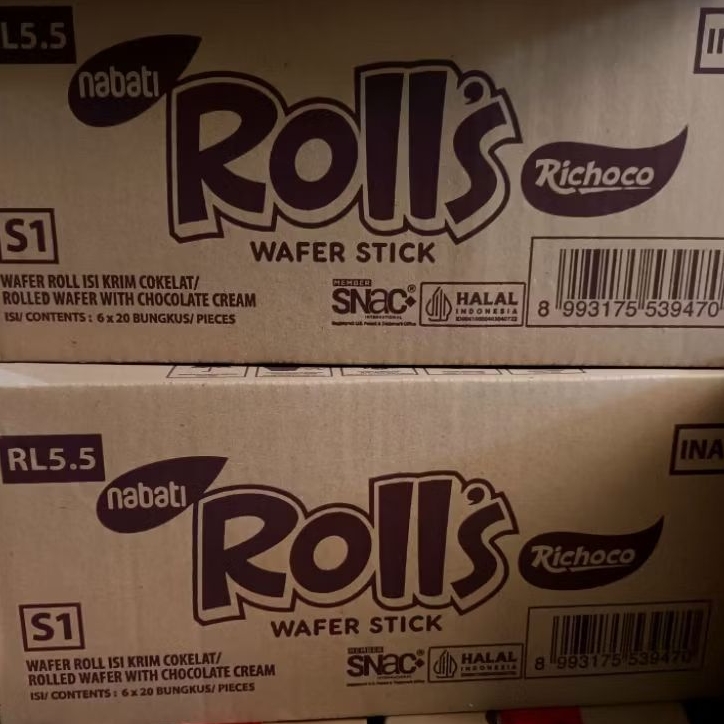 L5.5
nabati
Roll's
Richoco
WAFER STICK
S1
WAFER ROLL ISI KRIM COKELAT/
ROLLED WAFER WITH CHOCOLATE CREAM
ISI/ CONTENTS : 6 x 20 BUNGKUS/ PIECES
MEMBER
SNAC
INTERNATIONAL
HALAL
INDONESIA
8 993175 539470
RL5.5
INA
nabati
Roll's
Richoco
WAFER STICK
S1
WAFER ROLL ISI KRIM COKELAT/
ROLLED WAFER WITH CHOCOLATE CREAM
ISI/ CONTENTS : 6 x 20 BUNGKUS/ PIECES
MEMBER
SNAC
INTERNATIONAL
HALAL
INDONESIA
8 993175 539470